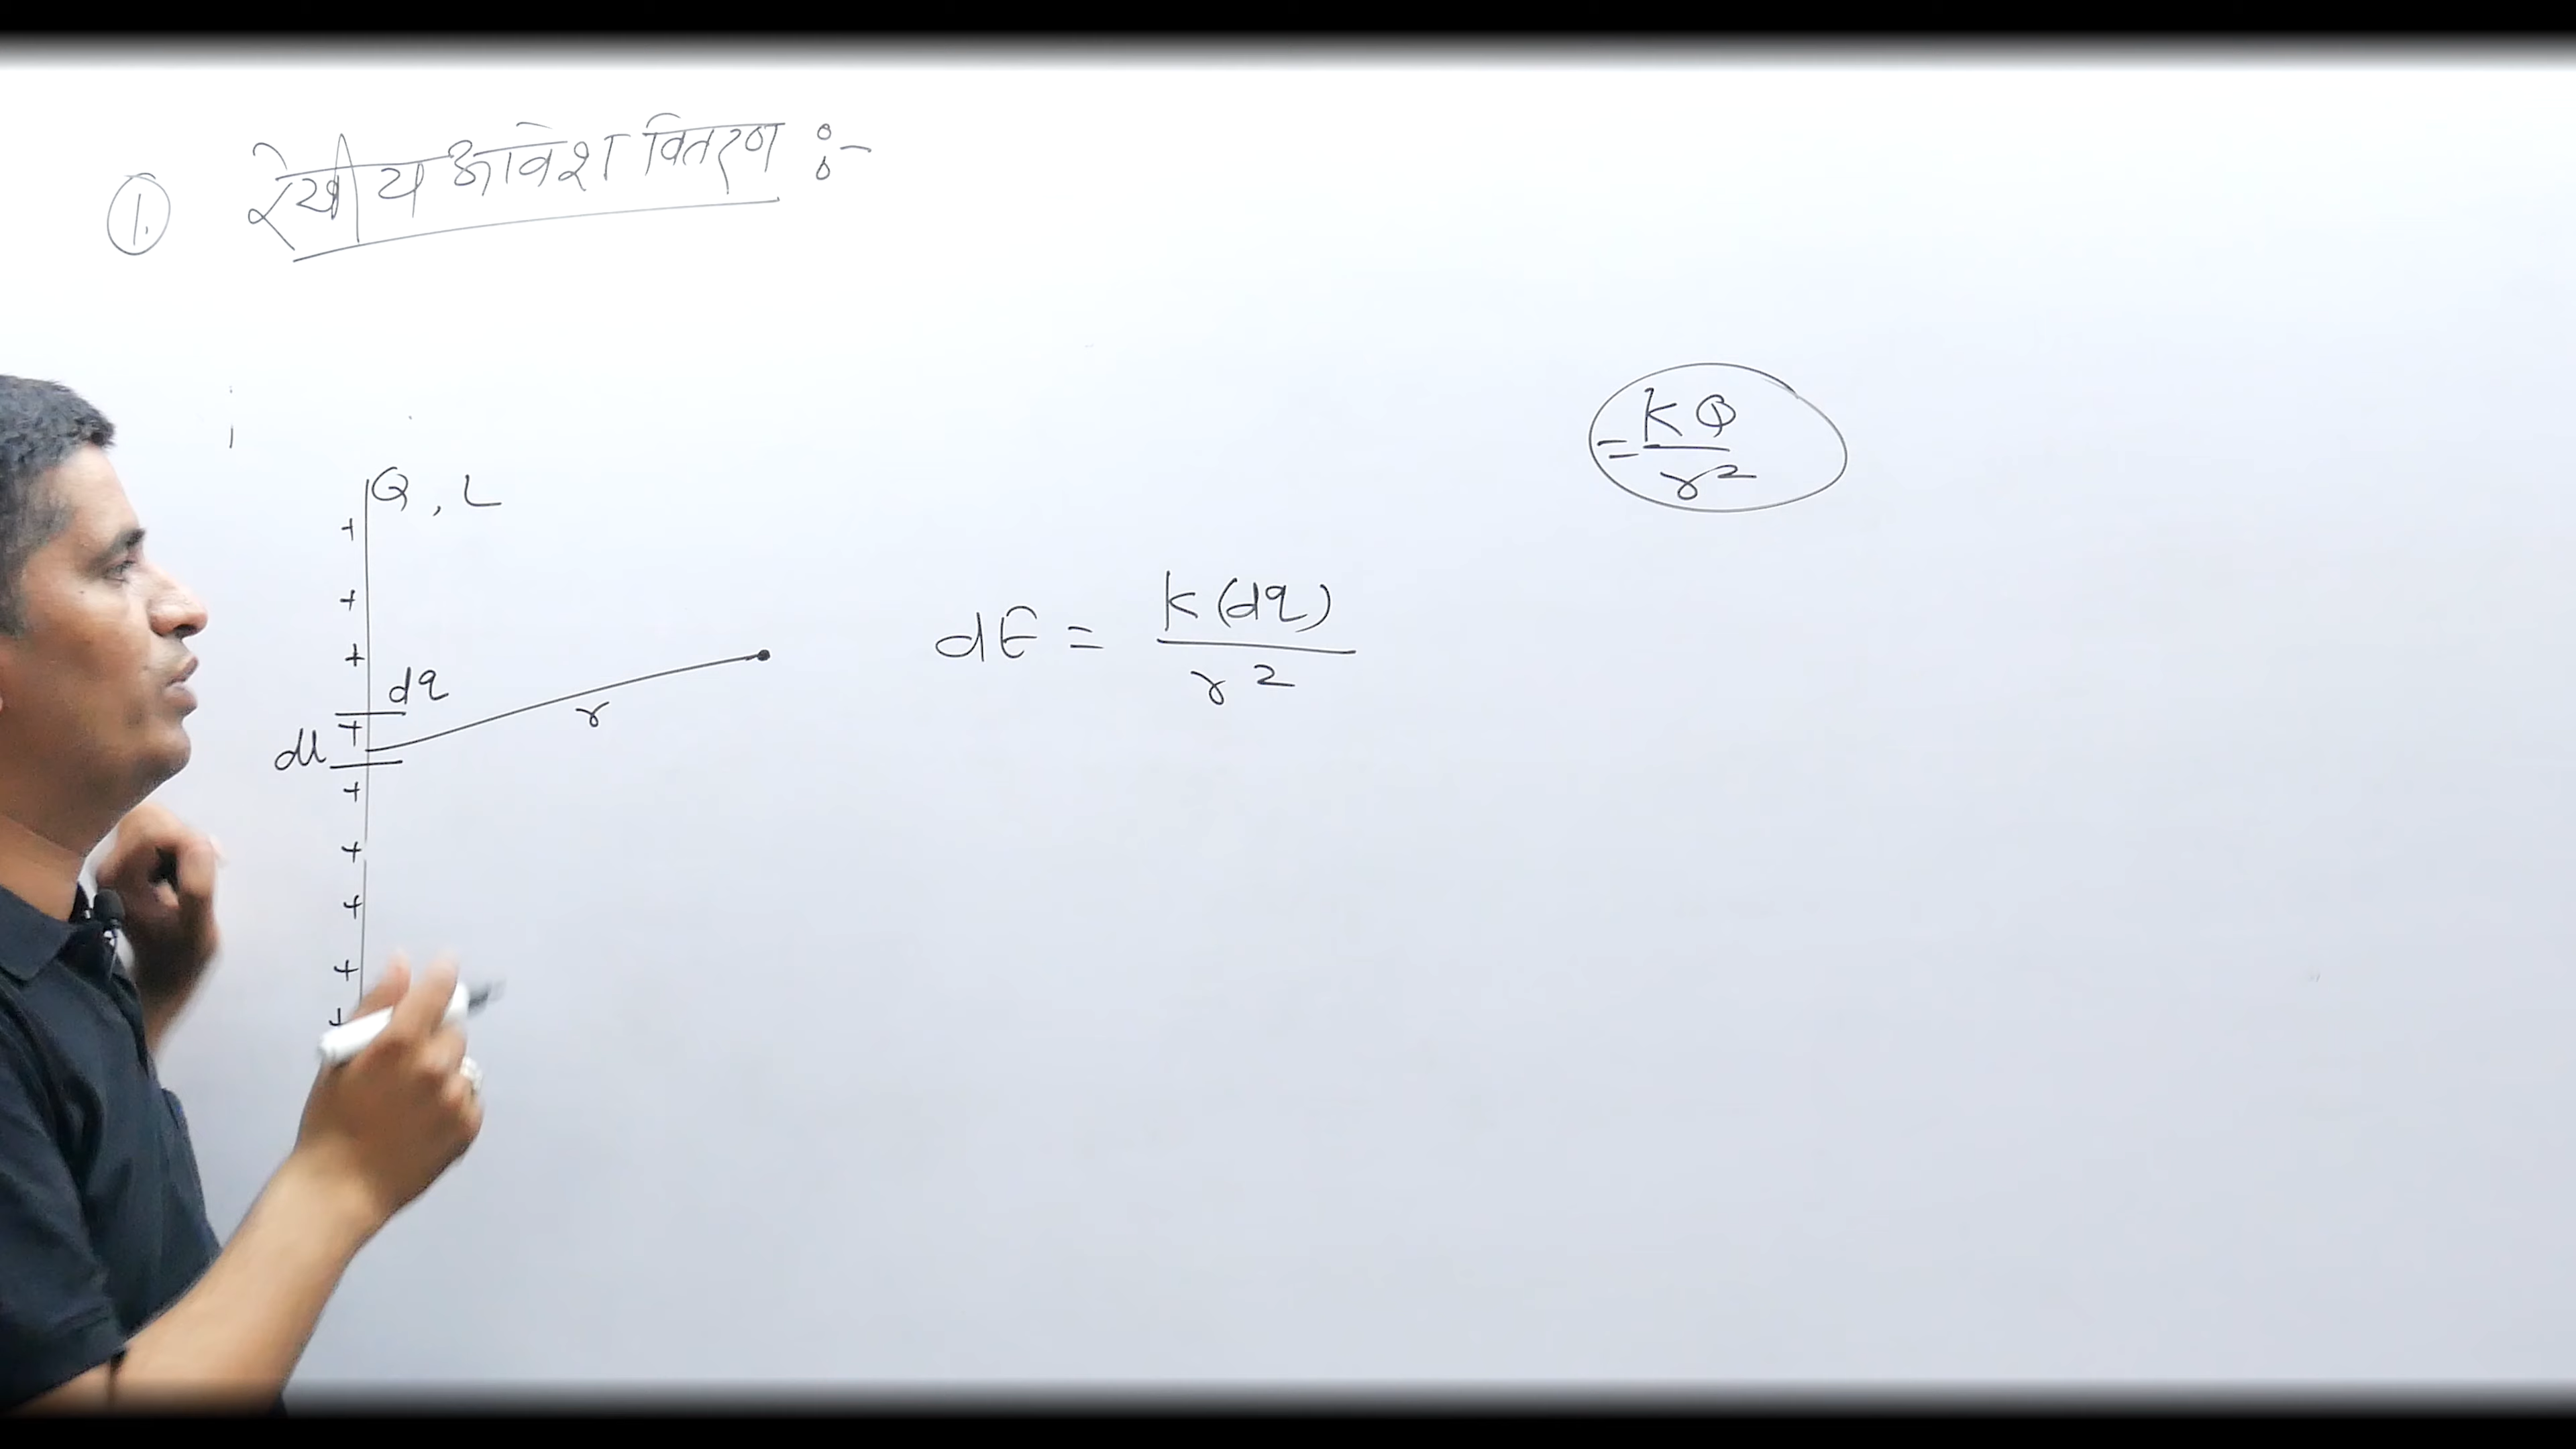 1. रेखीय आवेश वितरण :-
= kQ / r²
Q, L
dE = k(dq) / r²
dq
r
dl